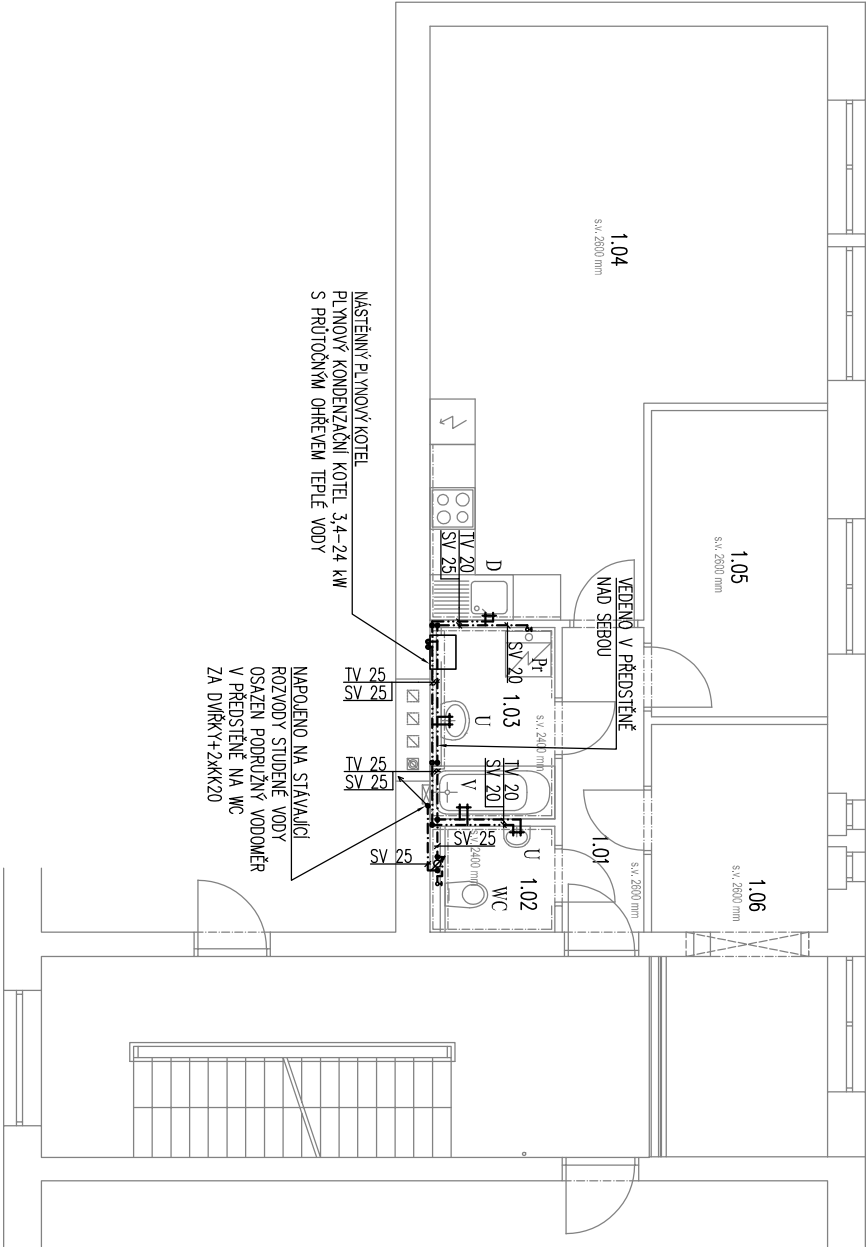 1.04
s.v. 2600 mm
1.05
s.v. 2600 mm
1.06
s.v. 2600 mm
1.01
s.v. 2600 mm
VEDENO V PŘEDSTĚNĚ
NAD SEBOU
D
TV 20
SV 25
Pr
SV 20
1.03
s.v. 2400 mm
U
V
TV 20
SV 20
U
1.02
s.v. 2400 mm
WC
SV 25
TV 25
SV 25
TV 25
SV 25
SV 25
NÁSTĚNNÝ PLYNOVÝ KOTEL
PLYNOVÝ KONDENZAČNÍ KOTEL 3,4-24 kW
S PRŮTOČNÝM OHŘEVEM TEPLÉ VODY
NAPOJENO NA STÁVAJÍCÍ
ROZVODY STUDENÉ VODY
OSAZEN PODRUŽNÝ VODOMĚR
V PŘEDSTĚNĚ NA WC
ZA DVÍŘKY+2xKK20